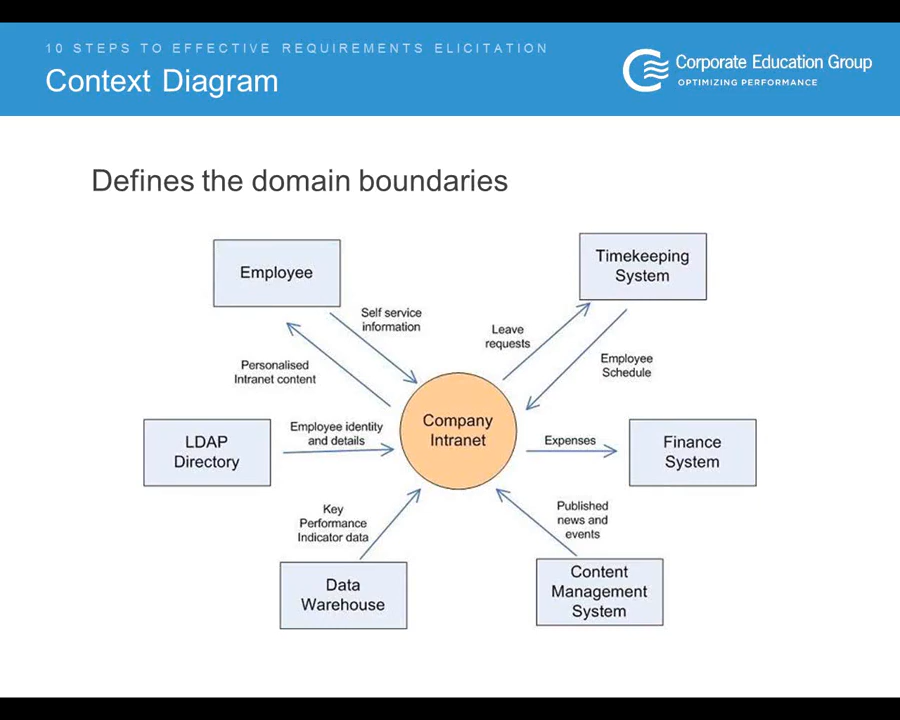 10 STEPS TO EFFECTIVE REQUIREMENTS ELICITATION
Context Diagram
Corporate Education Group
OPTIMIZING PERFORMANCE
Defines the domain boundaries
Employee
Timekeeping
System
Self service
information
Leave
requests
Personalised
Intranet content
Employee
Schedule
LDAP
Directory
Employee identity
and details
Company
Intranet
Expenses
Finance
System
Key
Performance
Indicator data
Published
news and
events
Data
Warehouse
Content
Management
System